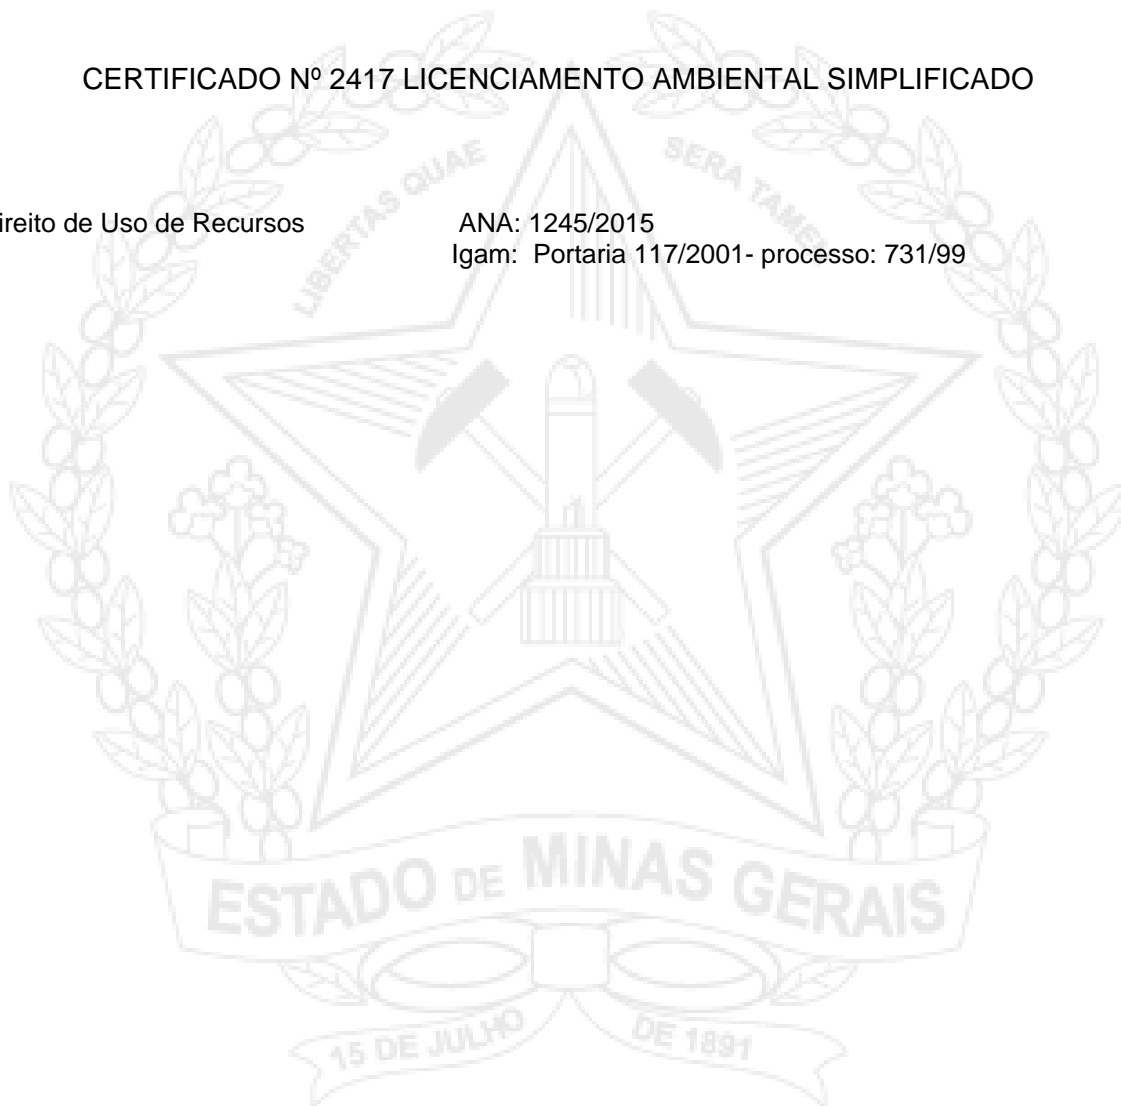 CERTIFICADO Nº 2417 LICENCIAMENTO AMBIENTAL SIMPLIFICADO
LIBERTAS QUAE SERA TAMEN
ireito de Uso de Recursos ANA: 1245/2015
Igam: Portaria 117/2001- processo: 731/99
ESTADO DE MINAS GERAIS
15 DE JULHO DE 1891